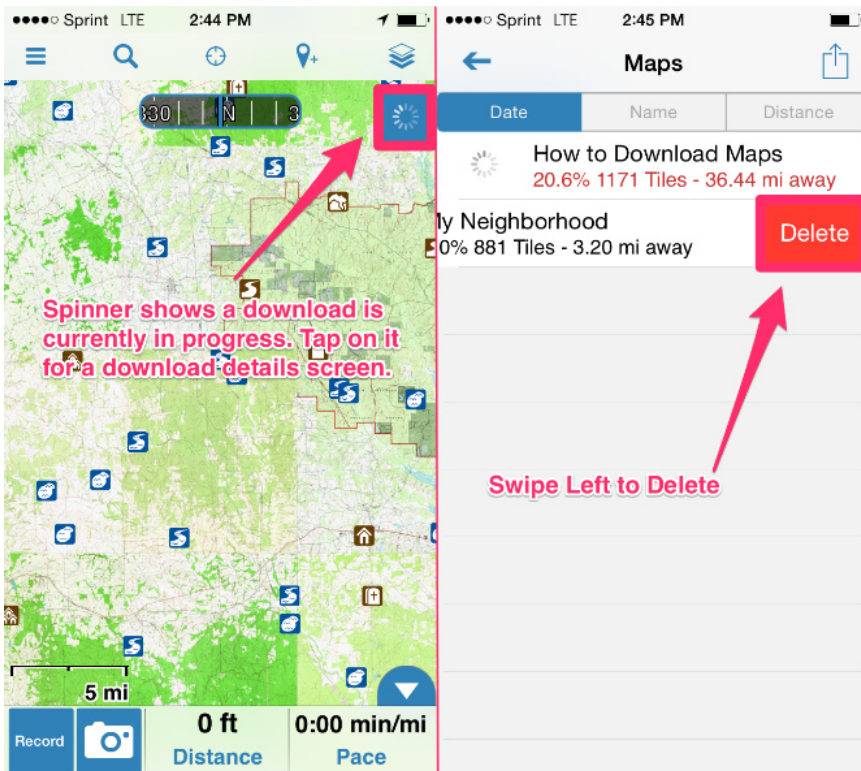 Sprint LTE 2:44 PM
330 N 3
Spinner shows a download is
currently in progress. Tap on it
for a download details screen.
5 mi
Record
0 ft
Distance
0:00 min/mi
Pace
Sprint LTE 2:45 PM
Maps
Date Name Distance
How to Download Maps
20.6% 1171 Tiles - 36.44 mi away
My Neighborhood
0% 881 Tiles - 3.20 mi away
Delete
Swipe Left to Delete